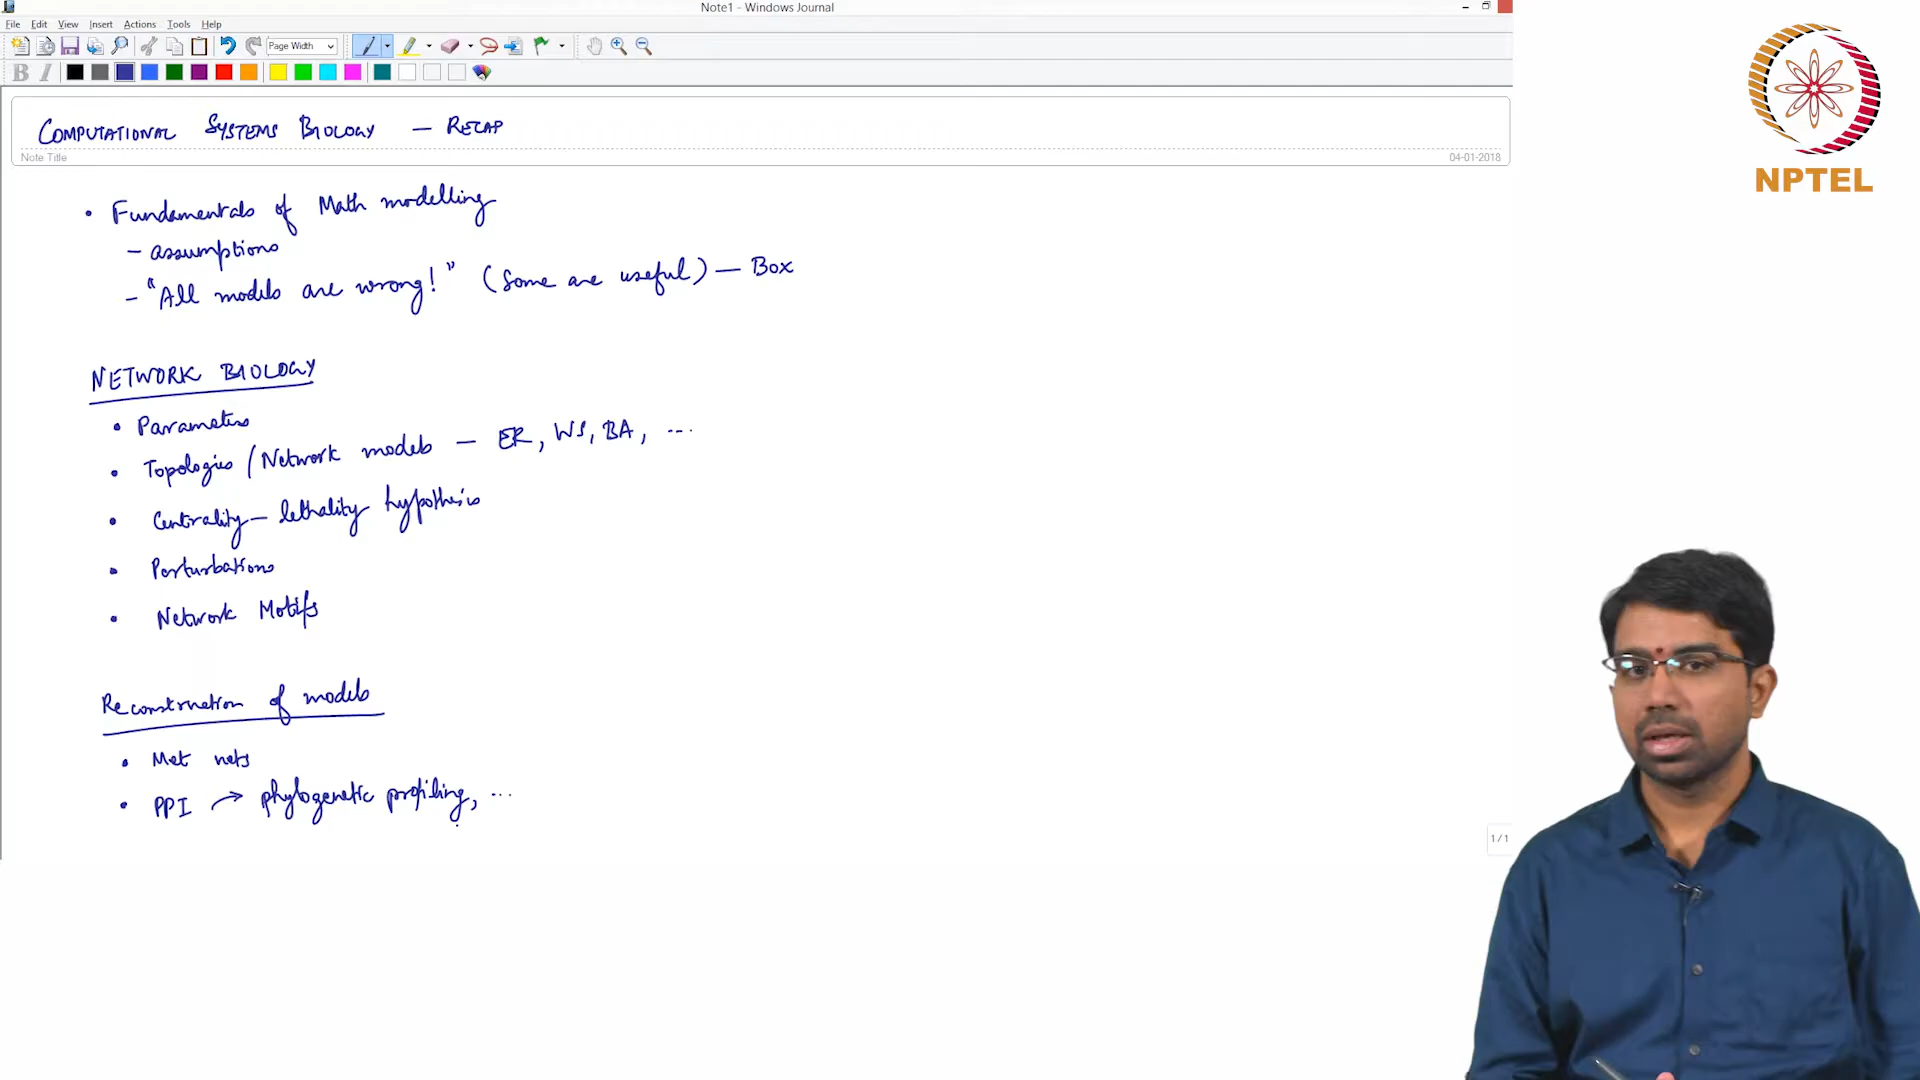 Note1 - Windows Journal
File Edit View Insert Actions Tools Help
Page Width
B I
COMPUTATIONAL SYSTEMS BIOLOGY — RECAP
Note Title
04-01-2018
• Fundamentals of Math modelling
– assumptions
– "All models are wrong!" (Some are useful) — Box
NETWORK BIOLOGY
• Parameters
• Topologies / Network models — ER, WS, BA, ...
• Centrality – lethality hypothesis
• Perturbations
• Network Motifs
Reconstruction of models
• Met nets
• PPI → phylogenetic profiling, ...
1 / 1
NPTEL